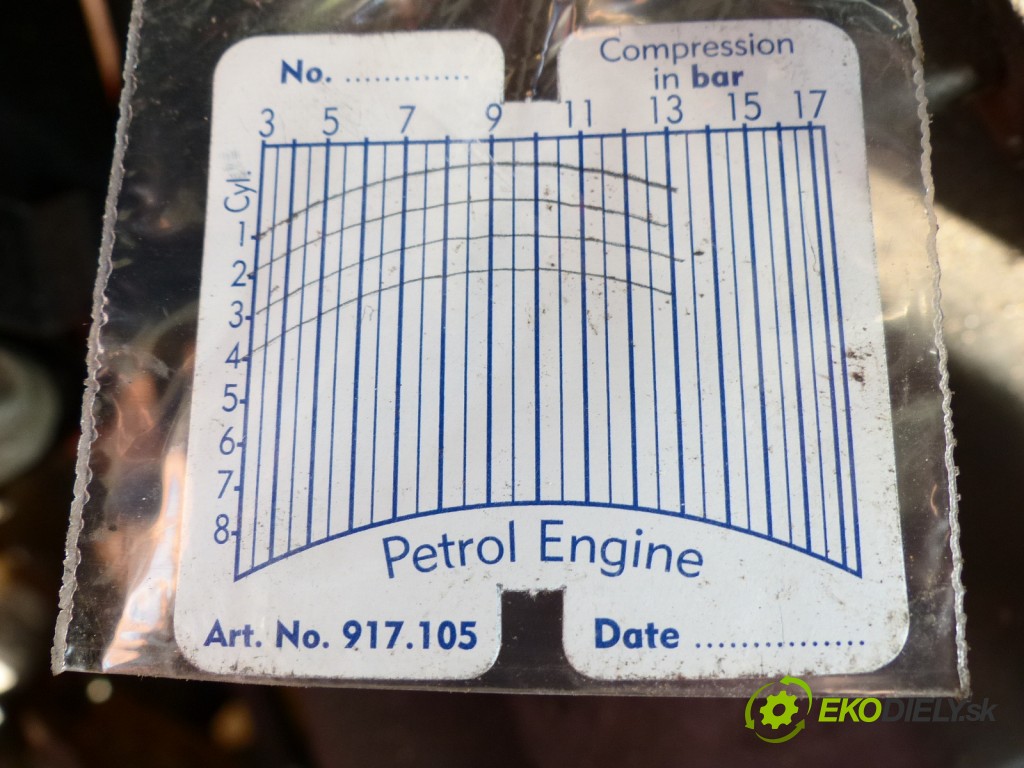 No. .............
Compression
in bar
3 5 7 9 11 13 15 17
Cyl.
1
2
3
4
5
6
7
8
Petrol Engine
Art. No. 917.105
Date ...............
EKODIELY.sk